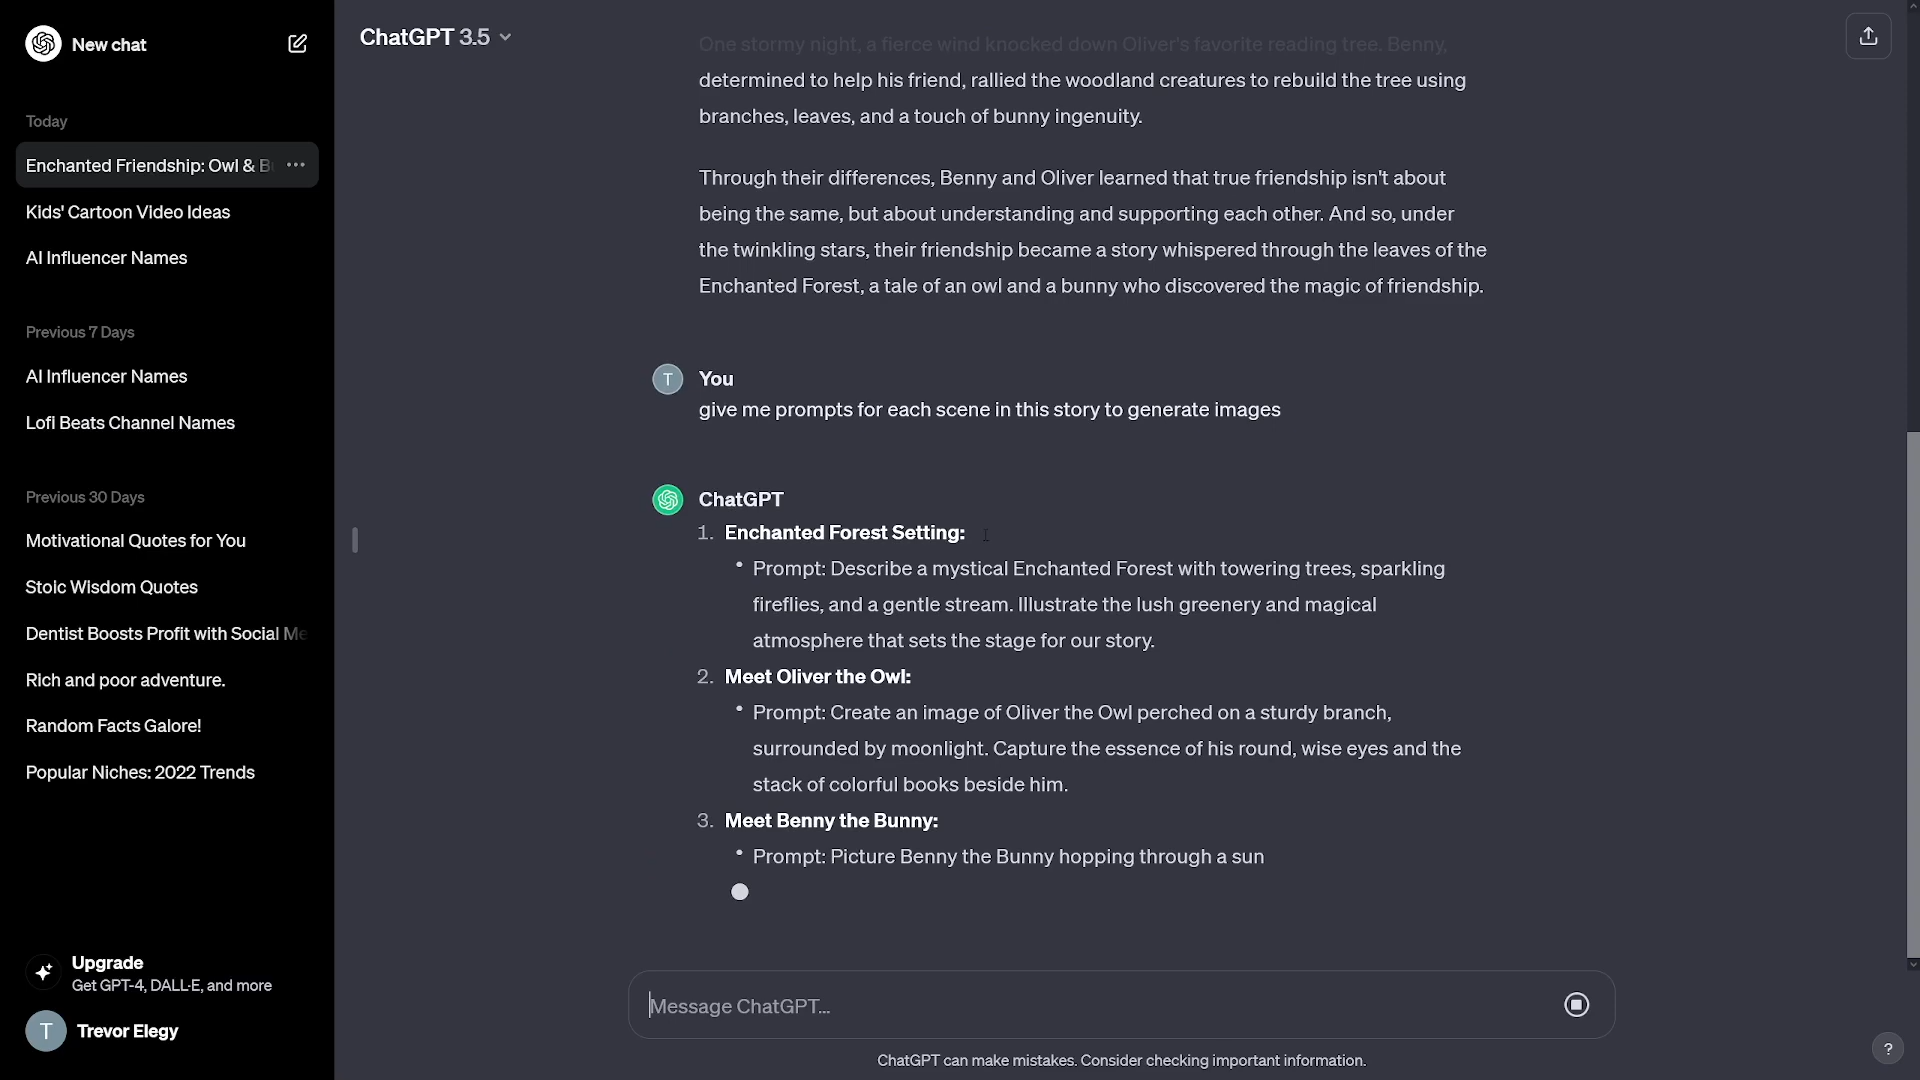 New chat
Today
Enchanted Friendship: Owl & B
Kids' Cartoon Video Ideas
AI Influencer Names
Previous 7 Days
AI Influencer Names
Lofi Beats Channel Names
Previous 30 Days
Motivational Quotes for You
Stoic Wisdom Quotes
Dentist Boosts Profit with Social Me
Rich and poor adventure.
Random Facts Galore!
Popular Niches: 2022 Trends
Upgrade
Get GPT-4, DALL·E, and more
T
Trevor Elegy
ChatGPT 3.5
One stormy night, a fierce wind knocked down Oliver's favorite reading tree. Benny,
determined to help his friend, rallied the woodland creatures to rebuild the tree using
branches, leaves, and a touch of bunny ingenuity.
Through their differences, Benny and Oliver learned that true friendship isn't about
being the same, but about understanding and supporting each other. And so, under
the twinkling stars, their friendship became a story whispered through the leaves of the
Enchanted Forest, a tale of an owl and a bunny who discovered the magic of friendship.
T
You
give me prompts for each scene in this story to generate images
ChatGPT
1. Enchanted Forest Setting:
• Prompt: Describe a mystical Enchanted Forest with towering trees, sparkling
fireflies, and a gentle stream. Illustrate the lush greenery and magical
atmosphere that sets the stage for our story.
2. Meet Oliver the Owl:
• Prompt: Create an image of Oliver the Owl perched on a sturdy branch,
surrounded by moonlight. Capture the essence of his round, wise eyes and the
stack of colorful books beside him.
3. Meet Benny the Bunny:
• Prompt: Picture Benny the Bunny hopping through a sun
Message ChatGPT...
ChatGPT can make mistakes. Consider checking important information.
?